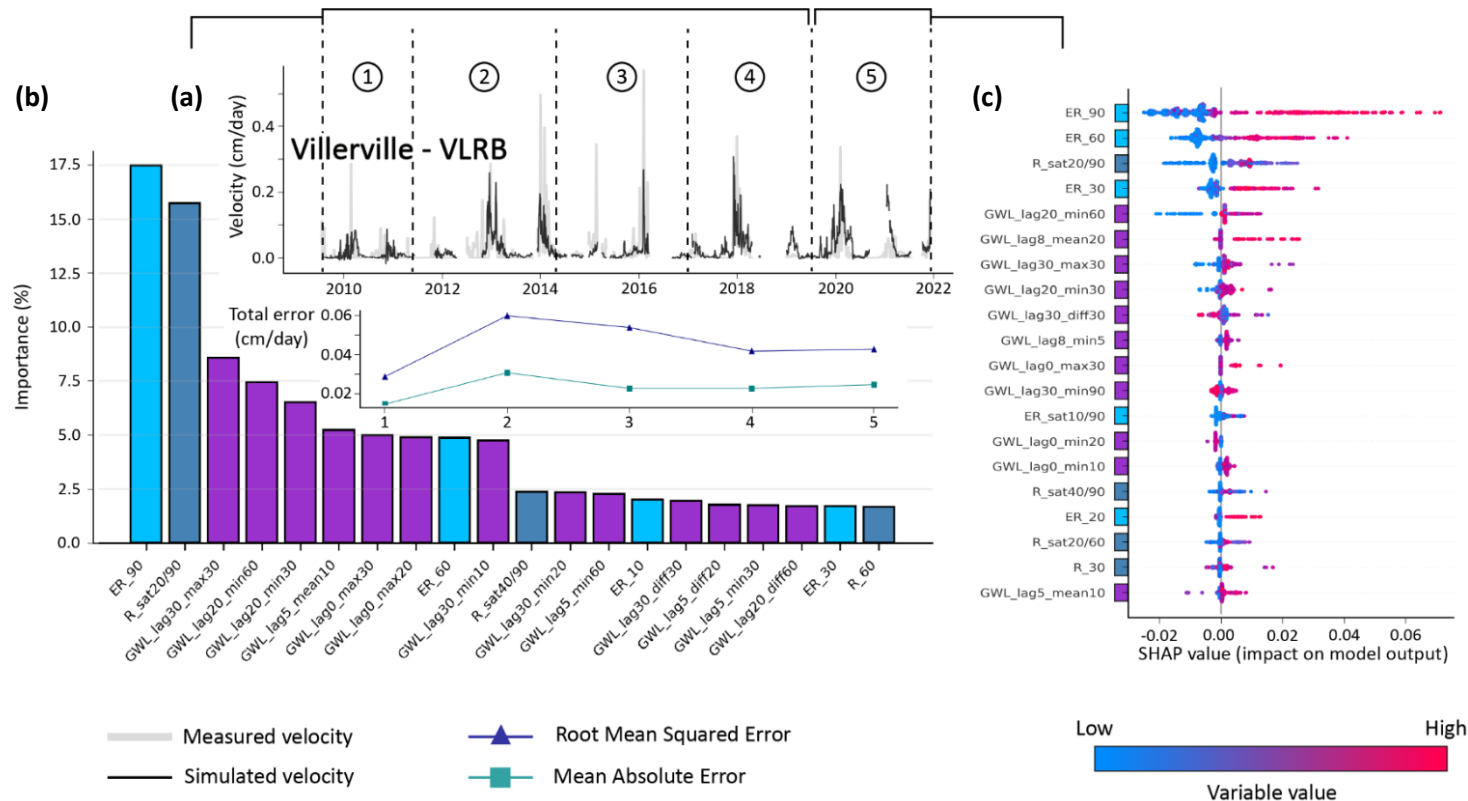 (b)
(a)
(c)
1
2
3
4
5
Villerville - VLRB
Velocity (cm/day)
0.4
0.2
0.0
2010
2012
2014
2016
2018
2020
2022
Total error
(cm/day)
0.06
0.04
0.02
1
2
3
4
5
Importance (%)
17.5
15.0
12.5
10.0
7.5
5.0
2.5
0.0
ER_90
R_sat20/90
GWL_lag30_max30
GWL_lag20_min60
GWL_lag20_min30
GWL_lag5_mean10
GWL_lag0_max30
GWL_lag0_max20
ER_60
GWL_lag30_min10
R_sat40/90
GWL_lag30_min20
GWL_lag5_min60
ER_10
GWL_lag30_diff30
GWL_lag5_diff20
GWL_lag5_min30
GWL_lag20_diff60
ER_30
R_60
ER_90
ER_60
R_sat20/90
ER_30
GWL_lag20_min60
GWL_lag8_mean20
GWL_lag30_max30
GWL_lag20_min30
GWL_lag30_diff30
GWL_lag8_min5
GWL_lag0_max30
GWL_lag30_min90
ER_sat10/90
GWL_lag0_min20
GWL_lag0_min10
R_sat40/90
ER_20
R_sat20/60
R_30
GWL_lag5_mean10
-0.02
0.00
0.02
0.04
0.06
SHAP value (impact on model output)
Measured velocity
Simulated velocity
Root Mean Squared Error
Mean Absolute Error
Low
High
Variable value